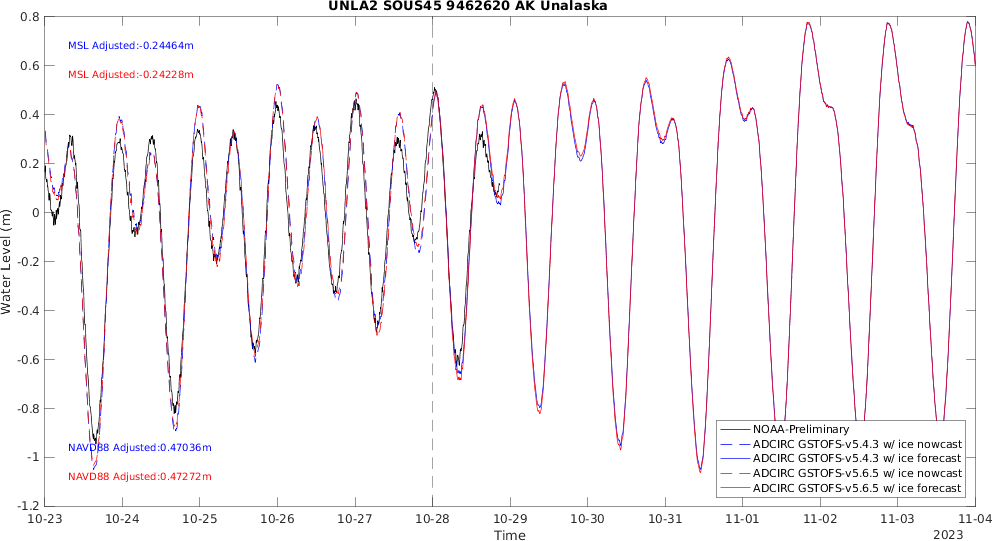 UNLA2 SOUS45 9462620 AK Unalaska
0.8
0.6
0.4
0.2
0
-0.2
-0.4
-0.6
-0.8
-1
-1.2
Water Level (m)
MSL Adjusted:-0.24464m
MSL Adjusted:-0.24228m
NAVD88 Adjusted:0.47036m
NAVD88 Adjusted:0.47272m
NOAA-Preliminary
ADCIRC GSTOFS-v5.4.3 w/ ice nowcast
ADCIRC GSTOFS-v5.4.3 w/ ice forecast
ADCIRC GSTOFS-v5.6.5 w/ ice nowcast
ADCIRC GSTOFS-v5.6.5 w/ ice forecast
10-23 10-24 10-25 10-26 10-27 10-28 10-29 10-30 10-31 11-01 11-02 11-03 11-04
Time
2023